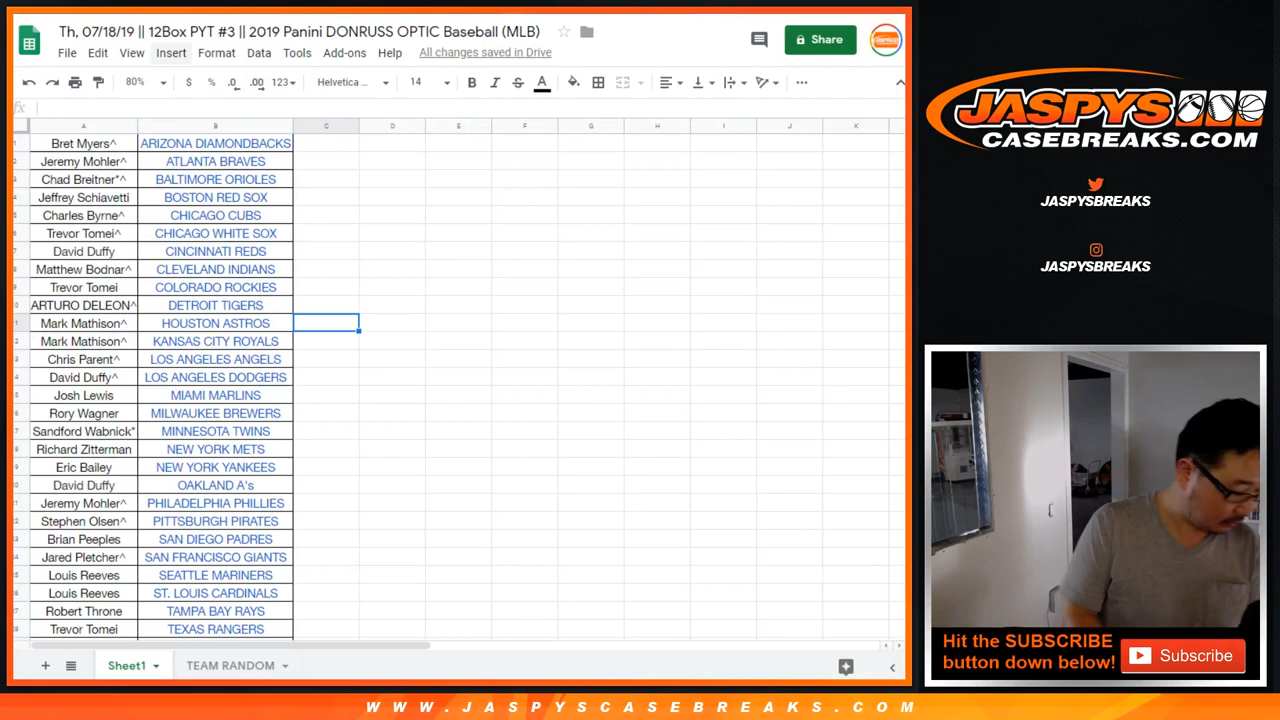 Th, 07/18/19 || 12Box PYT #3 || 2019 Panini DONRUSS OPTIC Baseball (MLB)
File Edit View Insert Format Data Tools Add-ons Help All changes saved in Drive
Share
80% $ % .0 .00 123 Helvetica ... 14 B I S A
fx
A B C D E F G H I J K
Bret Myers^ ARIZONA DIAMONDBACKS
Jeremy Mohler^ ATLANTA BRAVES
Chad Breitner*^ BALTIMORE ORIOLES
Jeffrey Schiavetti BOSTON RED SOX
Charles Byrne^ CHICAGO CUBS
Trevor Tomei^ CHICAGO WHITE SOX
David Duffy CINCINNATI REDS
Matthew Bodnar^ CLEVELAND INDIANS
Trevor Tomei COLORADO ROCKIES
ARTURO DELEON^ DETROIT TIGERS
Mark Mathison^ HOUSTON ASTROS
Mark Mathison^ KANSAS CITY ROYALS
Chris Parent^ LOS ANGELES ANGELS
David Duffy^ LOS ANGELES DODGERS
Josh Lewis MIAMI MARLINS
Rory Wagner MILWAUKEE BREWERS
Sandford Wabnick* MINNESOTA TWINS
Richard Zitterman NEW YORK METS
Eric Bailey NEW YORK YANKEES
David Duffy OAKLAND A's
Jeremy Mohler^ PHILADELPHIA PHILLIES
Stephen Olsen^ PITTSBURGH PIRATES
Brian Peeples SAN DIEGO PADRES
Jared Pletcher^ SAN FRANCISCO GIANTS
Louis Reeves SEATTLE MARINERS
Louis Reeves ST. LOUIS CARDINALS
Robert Throne TAMPA BAY RAYS
Trevor Tomei TEXAS RANGERS
Sheet1 TEAM RANDOM
JASPYS
CASEBREAKS.COM
JASPYSBREAKS
JASPYSBREAKS
Hit the SUBSCRIBE
button down below!
Subscribe
WWW.JASPYSCASEBREAKS.COM